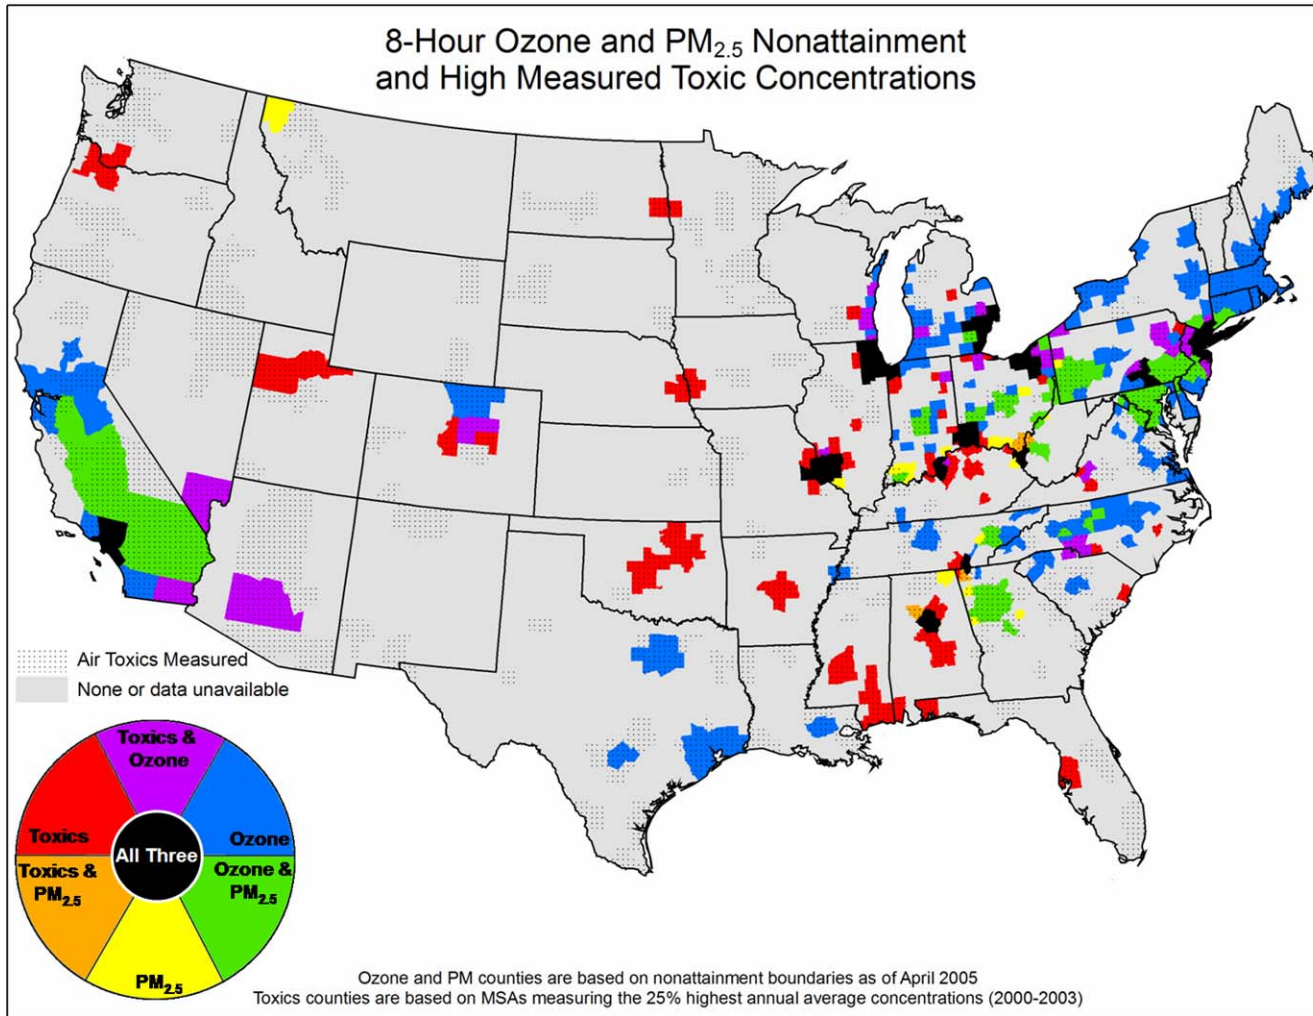 8-Hour Ozone and PM2.5 Nonattainment
and High Measured Toxic Concentrations
Air Toxics Measured
None or data unavailable
Toxics &
Ozone
Toxics
Ozone
All Three
Toxics &
PM2.5
Ozone &
PM2.5
PM2.5
Ozone and PM counties are based on nonattainment boundaries as of April 2005
Toxics counties are based on MSAs measuring the 25% highest annual average concentrations (2000-2003)